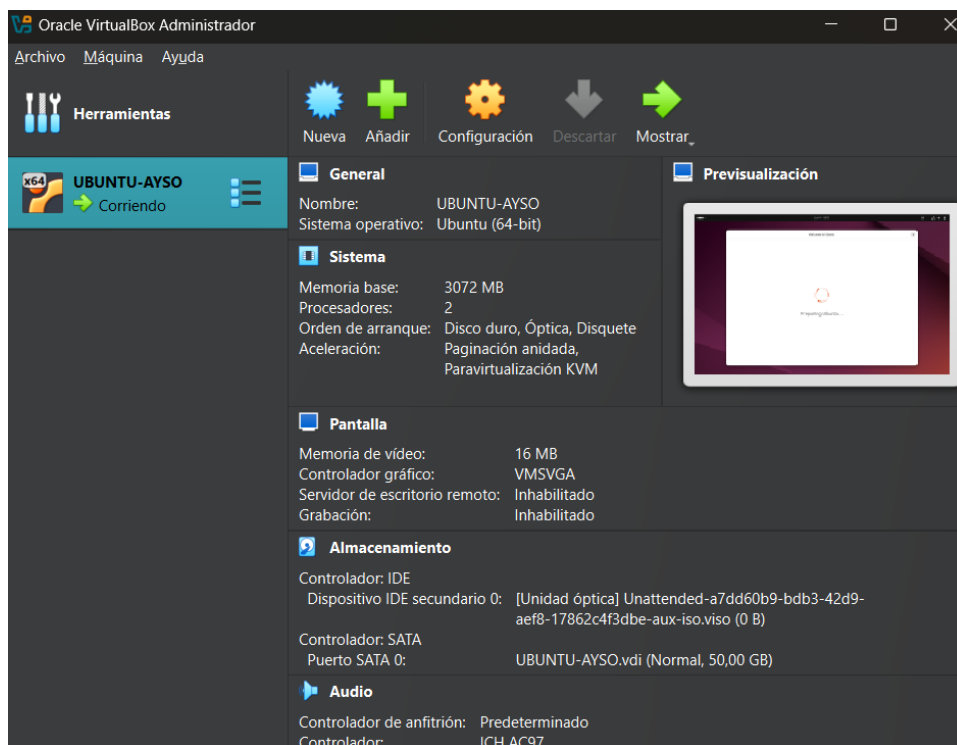 Oracle VirtualBox Administrador
Archivo Máquina Ayuda
Herramientas
Nueva Añadir Configuración Descartar Mostrar
x64
UBUNTU-AYSO
Corriendo
General
Nombre: UBUNTU-AYSO
Sistema operativo: Ubuntu (64-bit)
Previsualización
Preparing Ubuntu...
Sistema
Memoria base: 3072 MB
Procesadores: 2
Orden de arranque: Disco duro, Óptica, Disquete
Aceleración: Paginación anidada,
Paravirtualización KVM
Pantalla
Memoria de vídeo: 16 MB
Controlador gráfico: VMSVGA
Servidor de escritorio remoto: Inhabilitado
Grabación: Inhabilitado
Almacenamiento
Controlador: IDE
Dispositivo IDE secundario 0: [Unidad óptica] Unattended-a7dd60b9-bdb3-42d9-
aef8-17862c4f3dbe-aux-iso.viso (0 B)
Controlador: SATA
Puerto SATA 0: UBUNTU-AYSO.vdi (Normal, 50,00 GB)
Audio
Controlador de anfitrión: Predeterminado
Controlador: ICH AC97